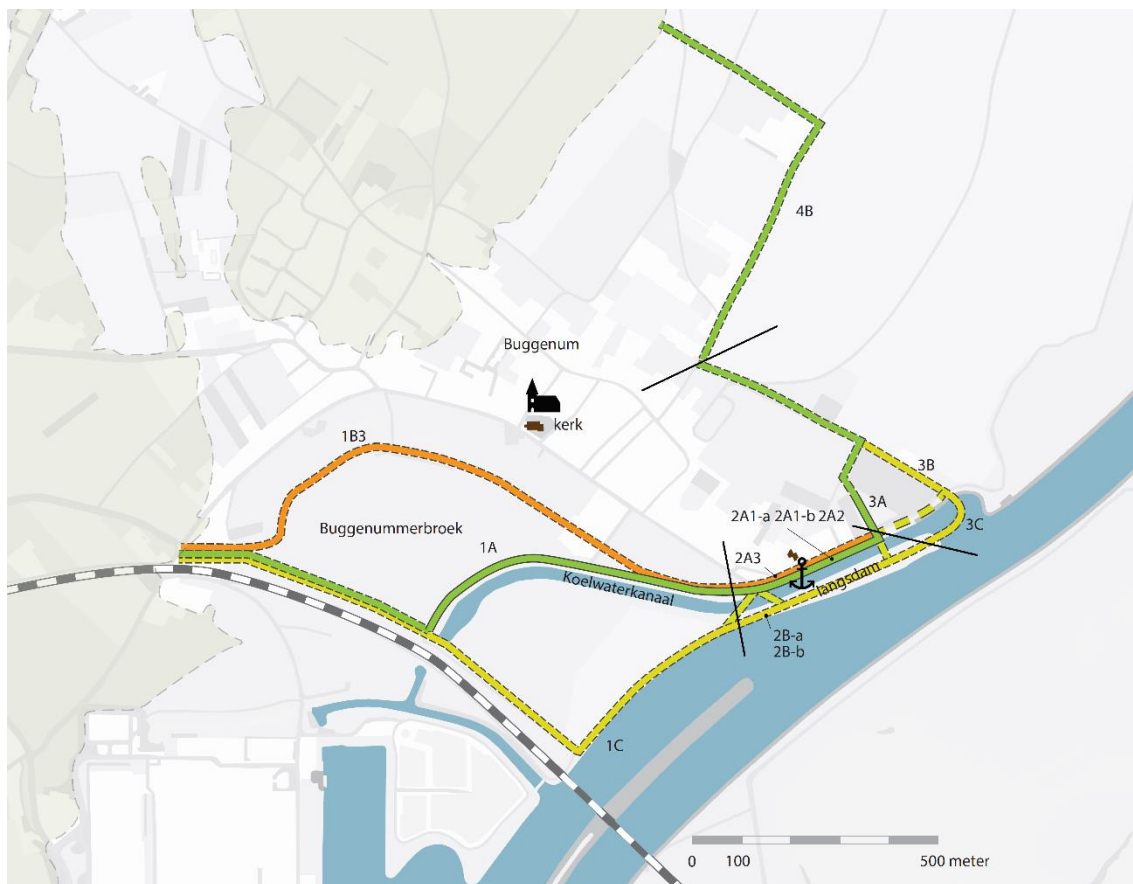 4B
Buggenum
kerk
1B3
3B
Buggenummerbroek
1A
3A
2A1-a 2A1-b 2A2
3C
2A3
Koelwaterkanaal
langsdam
2B-a
2B-b
1C
0 100 500 meter